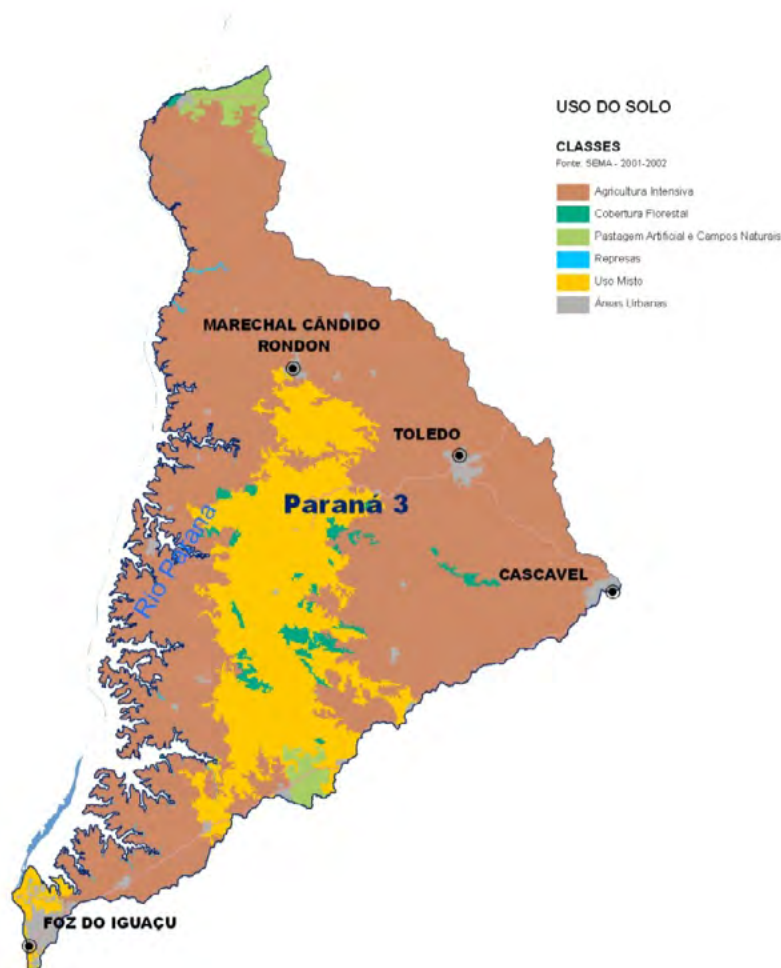 USO DO SOLO
CLASSES
Fonte: SEMA - 2001-2002
Agricultura Intensiva
Cobertura Florestal
Pastagem Artificial e Campos Naturais
Represas
Uso Misto
Áreas Urbanas
MARECHAL CÂNDIDO
RONDON
TOLEDO
Paraná 3
Rio Paraná
CASCAVEL
FOZ DO IGUAÇU